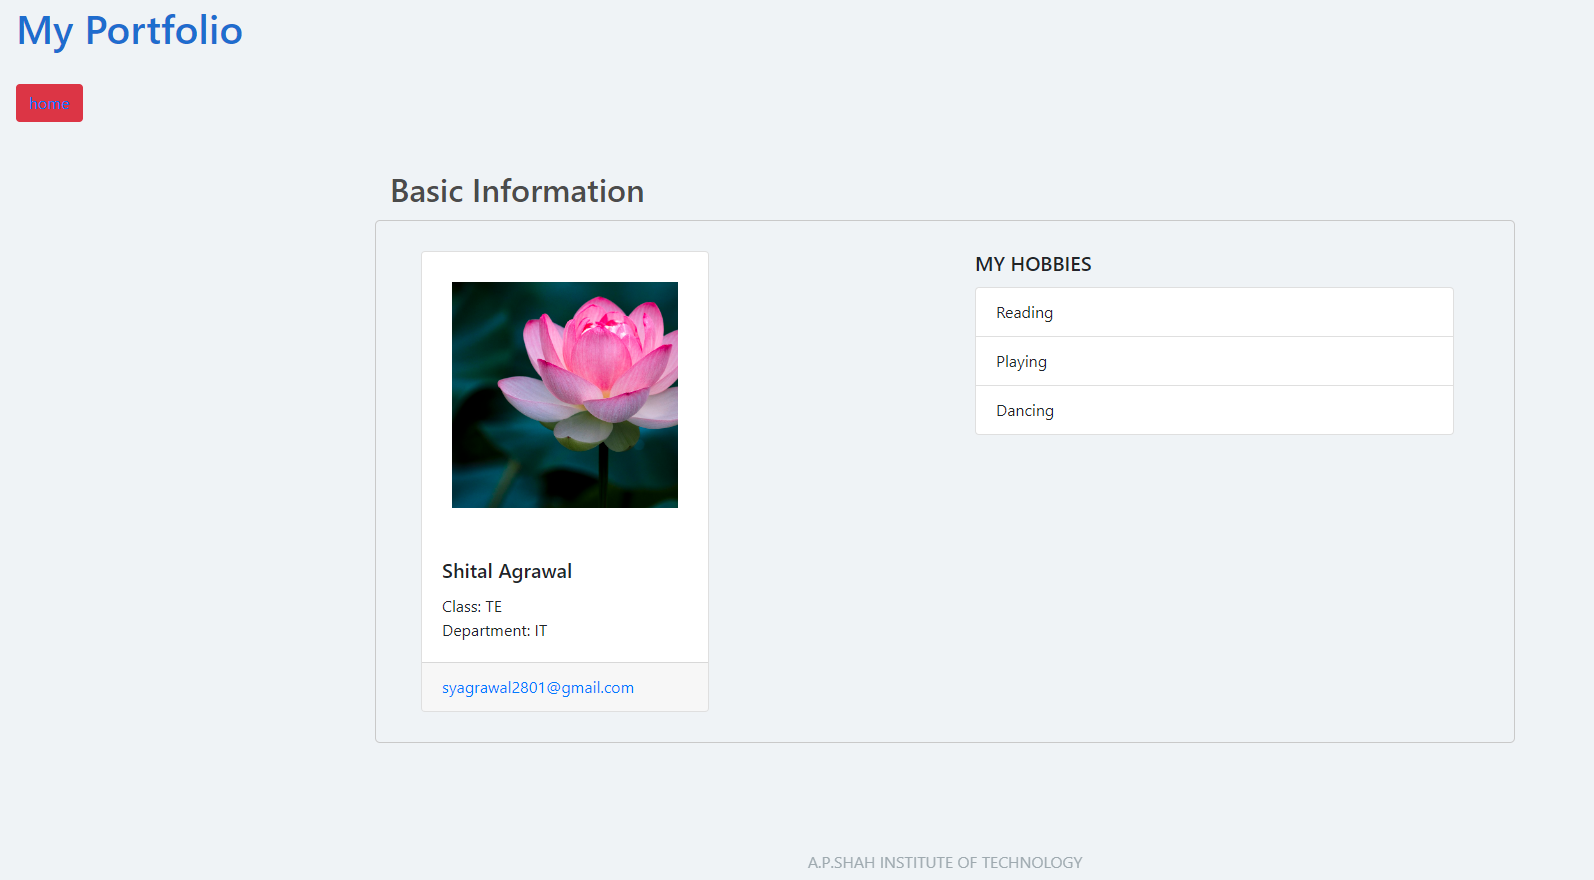 My Portfolio
home
Basic Information
Shital Agrawal
Class: TE
Department: IT
syagrawal2801@gmail.com
MY HOBBIES
Reading
Playing
Dancing
A.P.SHAH INSTITUTE OF TECHNOLOGY